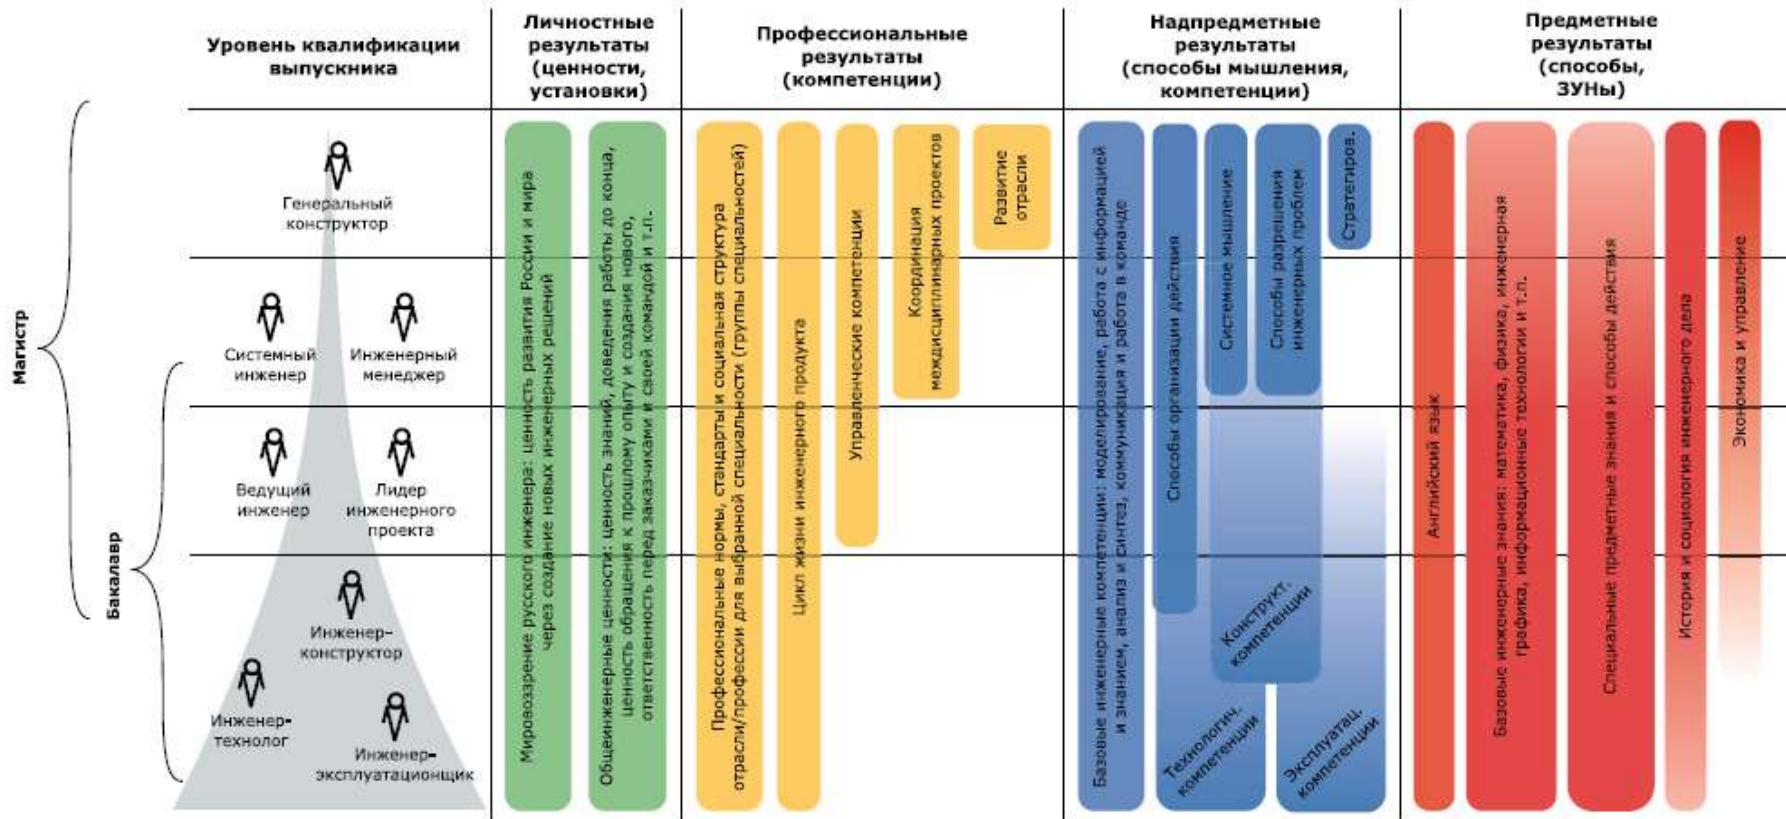 Уровень квалификации
выпускника
Личностные
результаты
(ценности,
установки)
Профессиональные
результаты
(компетенции)
Надпредметные
результаты
(способы мышления,
компетенции)
Предметные
результаты
(способы,
ЗУНы)
Магистр
Бакалавр
Генеральный
конструктор
Системный
инженер
Инженерный
менеджер
Ведущий
инженер
Лидер
инженерного
проекта
Инженер-
конструктор
Инженер-
технолог
Инженер-
эксплуатационщик
Мировоззрение русского инженера: ценность развития России и мира
через создание новых инженерных решений
Общеинженерные ценности: ценность знаний, доведения работы до конца,
ценность обращения к прошлому опыту и создания нового,
ответственность перед заказчиками и своей командой и т.п.
Профессиональные нормы, стандарты и социальная структура
отрасли/профессии для выбранной специальности (группы специальностей)
Цикл жизни инженерного продукта
Управленческие компетенции
Координация
междисциплинарных проектов
Развитие
отрасли
Базовые инженерные компетенции: моделирование, работа с информацией
и знанием, анализ и синтез, коммуникация и работа в команде
Способы организации действия
Системное мышление
Способы разрешения
инженерных проблем
Стратегиров.
Конструкт.
компетенции
Технологич.
компетенции
Эксплуатац.
компетенции
Английский язык
Базовые инженерные знания: математика, физика, инженерная
графика, информационные технологии и т.п.
Специальные предметные знания и способы действия
История и социология инженерного дела
Экономика и управление